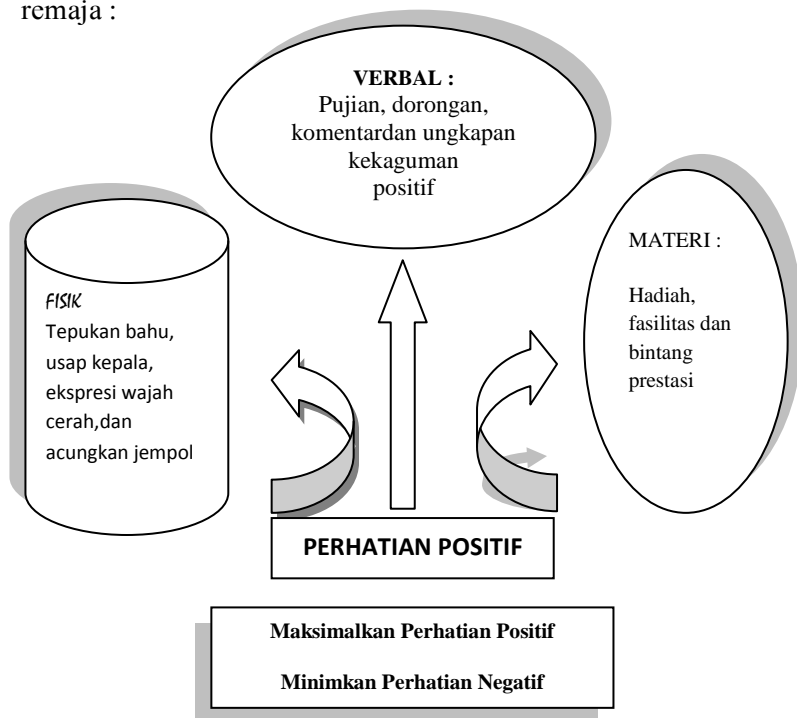 remaja :
VERBAL :
Pujian, dorongan,
komentardan ungkapan
kekaguman
positif
FISIK
Tepukan bahu,
usap kepala,
ekspresi wajah
cerah,dan
acungkan jempol
MATERI :
Hadiah,
fasilitas dan
bintang
prestasi
PERHATIAN POSITIF
Maksimalkan Perhatian Positif
Minimkan Perhatian Negatif